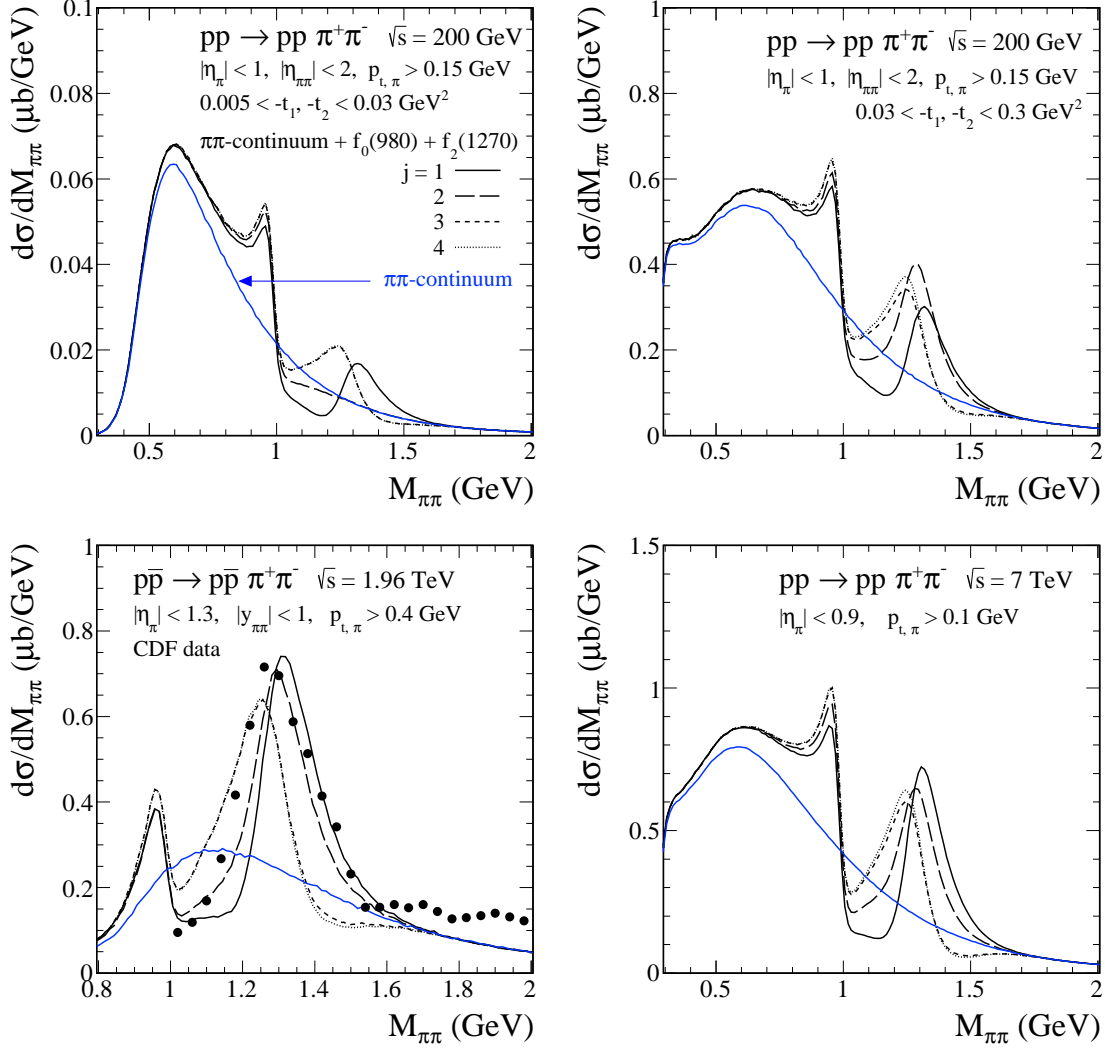 pp → pp π⁺π⁻ √s = 200 GeV
|η_π| < 1, |η_ππ| < 2, p_{t, π} > 0.15 GeV
0.005 < -t₁, -t₂ < 0.03 GeV²
ππ-continuum + f₀(980) + f₂(1270)
j = 1
2
3
4
ππ-continuum
dσ/dM_ππ (μb/GeV)
0.1
0.08
0.06
0.04
0.02
0
0.5 1 1.5 2
M_ππ (GeV)
pp → pp π⁺π⁻ √s = 200 GeV
|η_π| < 1, |η_ππ| < 2, p_{t, π} > 0.15 GeV
0.03 < -t₁, -t₂ < 0.3 GeV²
dσ/dM_ππ (μb/GeV)
1
0.8
0.6
0.4
0.2
0
0.5 1 1.5 2
M_ππ (GeV)
pp̅ → pp̅ π⁺π⁻ √s = 1.96 TeV
|η_π| < 1.3, |y_ππ| < 1, p_{t, π} > 0.4 GeV
CDF data
dσ/dM_ππ (μb/GeV)
1
0.8
0.6
0.4
0.2
0
0.8 1 1.2 1.4 1.6 1.8 2
M_ππ (GeV)
pp → pp π⁺π⁻ √s = 7 TeV
|η_π| < 0.9, p_{t, π} > 0.1 GeV
dσ/dM_ππ (μb/GeV)
1.5
1
0.5
0
0.5 1 1.5 2
M_ππ (GeV)